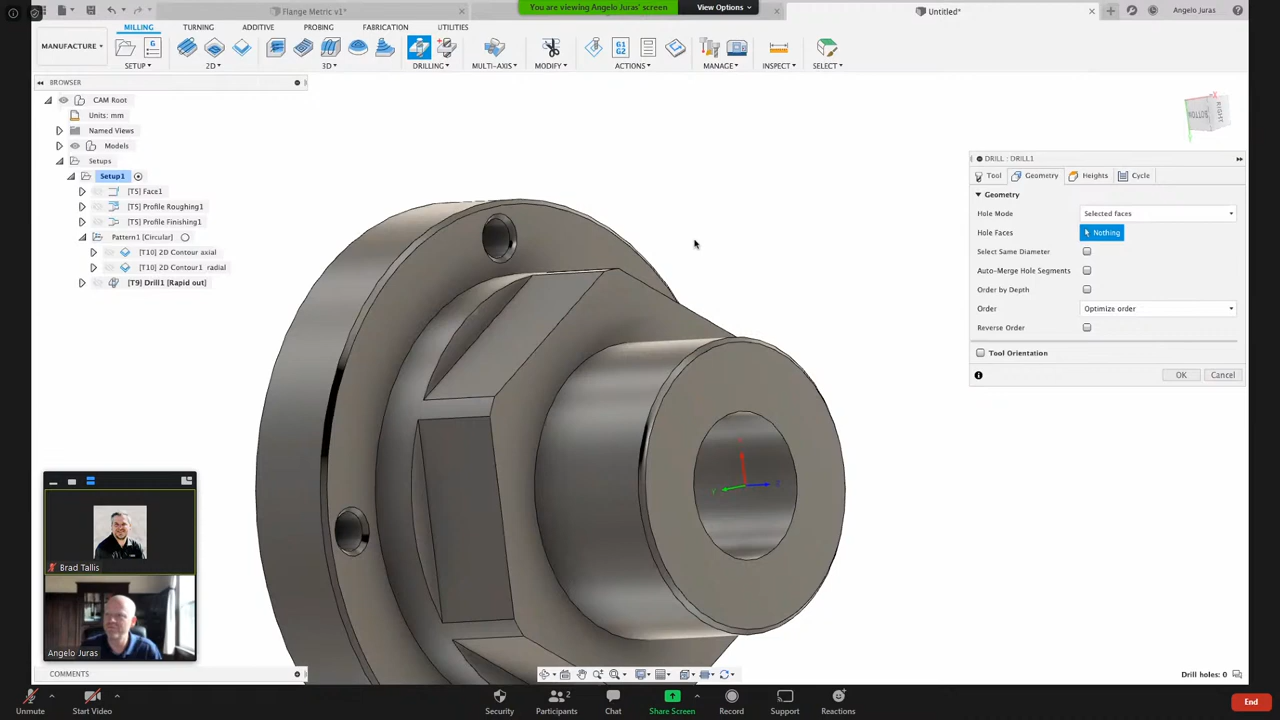 Flange Metric v1*
You are viewing Angelo Juras' screen
View Options
Untitled*
Angelo Juras
MILLING
TURNING
ADDITIVE
PROBING
FABRICATION
UTILITIES
MANUFACTURE
G1
G2
SETUP
2D
3D
DRILLING
MULTI-AXIS
MODIFY
ACTIONS
MANAGE
INSPECT
SELECT
BROWSER
CAM Root
Units: mm
Named Views
Models
Setups
Setup1
[T5] Face1
[T5] Profile Roughing1
[T5] Profile Finishing1
Pattern1 [Circular]
[T10] 2D Contour axial
[T10] 2D Contour1 radial
[T9] Drill1 [Rapid out]
BOTTOM
RIGHT
DRILL : DRILL1
Tool
Geometry
Heights
Cycle
Geometry
Hole Mode
Selected faces
Hole Faces
Nothing
Select Same Diameter
Auto-Merge Hole Segments
Order by Depth
Order
Optimize order
Reverse Order
Tool Orientation
OK
Cancel
Y
Z
Brad Tallis
Angelo Juras
COMMENTS
Drill holes: 0
Unmute
Start Video
Security
Participants
2
Chat
Share Screen
Record
Support
Reactions
End